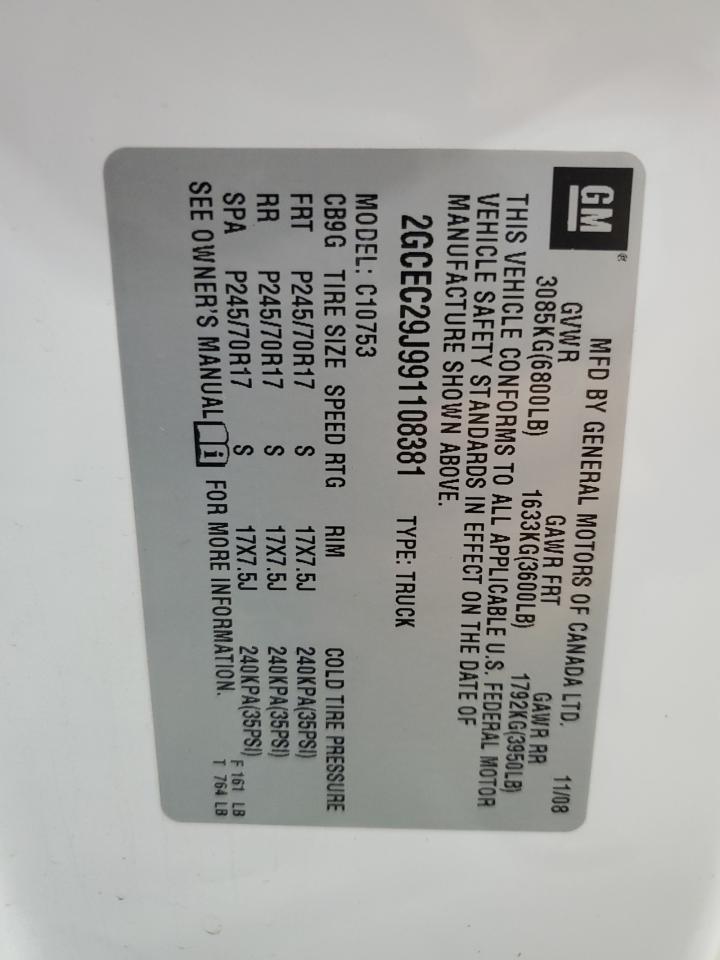 GM®
MFD BY GENERAL MOTORS OF CANADA LTD. 11/08
GVWR GAWR FRT GAWR RR
3085KG(6800LB) 1633KG(3600LB) 1792KG(3950LB)
THIS VEHICLE CONFORMS TO ALL APPLICABLE U.S. FEDERAL MOTOR
VEHICLE SAFETY STANDARDS IN EFFECT ON THE DATE OF
MANUFACTURE SHOWN ABOVE.
2GCEC29J991108381 TYPE: TRUCK
MODEL: C10753
CB9G TIRE SIZE SPEED RTG RIM COLD TIRE PRESSURE
FRT P245/70R17 S 17X7.5J 240KPA(35PSI)
RR P245/70R17 S 17X7.5J 240KPA(35PSI)
SPA P245/70R17 S 17X7.5J 240KPA(35PSI)
SEE OWNER'S MANUAL i FOR MORE INFORMATION.
F 161 LB
T 764 LB